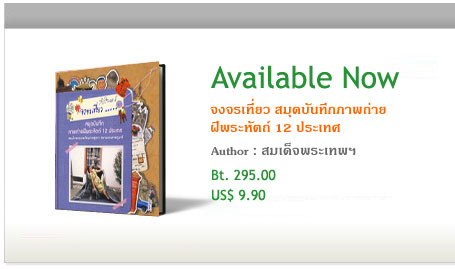 Available Now
จงจรเที่ยว สมุดบันทึกภาพถ่าย
ฝีพระหัตถ์ 12 ประเทศ
Author : สมเด็จพระเทพฯ
Bt. 295.00
US$ 9.90